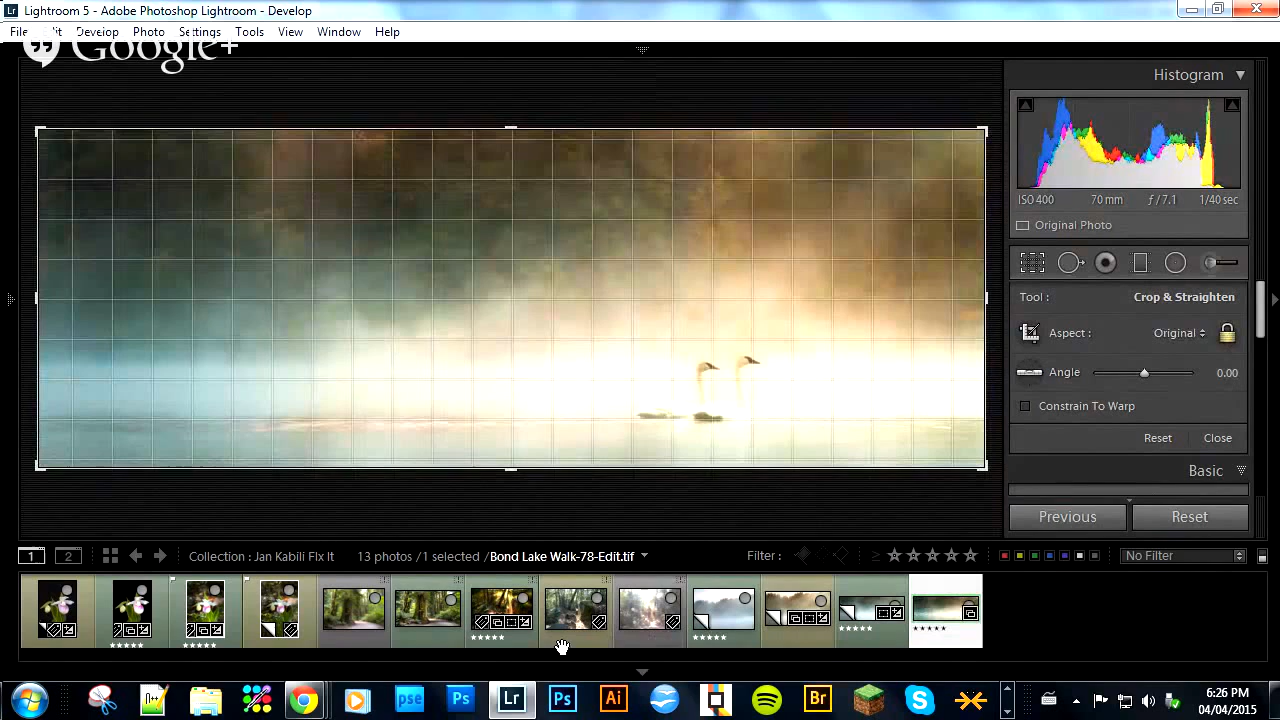 Lr Lightroom 5 - Adobe Photoshop Lightroom - Develop
File Edit Develop Photo Settings Tools View Window Help
Google+
Histogram
ISO 400 70 mm ƒ / 7.1 1/40 sec
Original Photo
Tool : Crop & Straighten
Aspect : Original
Angle 0.00
Constrain To Warp
Reset Close
Basic
Previous Reset
1 2 Collection : Jan Kabili FIx It 13 photos / 1 selected / Bond Lake Walk-78-Edit.tif Filter : ≥ No Filter
pse Ps Lr Ps Ai Br
6:26 PM
04/04/2015